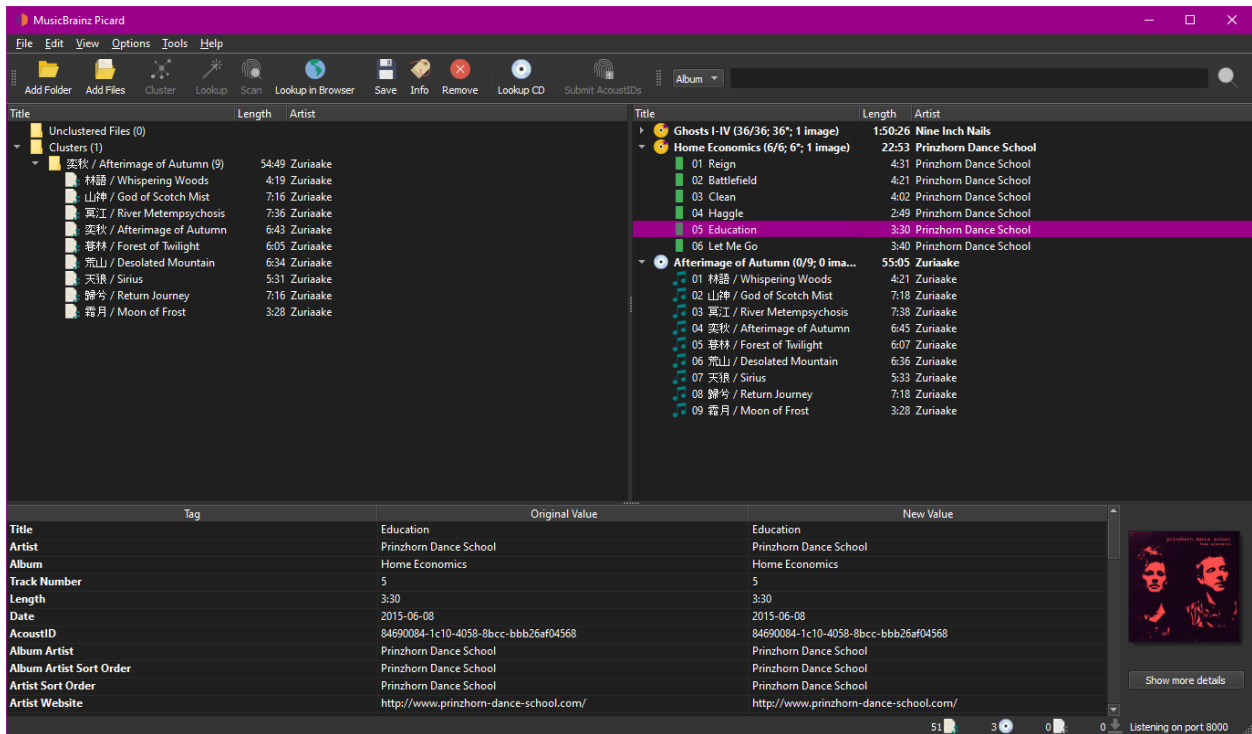 MusicBrainz Picard
File Edit View Options Tools Help
Add Folder Add Files Cluster Lookup Scan Lookup in Browser Save Info Remove Lookup CD Submit AcoustIDs Album
Title Length Artist
Unclustered Files (0)
Clusters (1)
奕秋 / Afterimage of Autumn (9) 54:49 Zuriaake
林語 / Whispering Woods 4:19 Zuriaake
山神 / God of Scotch Mist 7:16 Zuriaake
冥江 / River Metempsychosis 7:36 Zuriaake
奕秋 / Afterimage of Autumn 6:43 Zuriaake
暮林 / Forest of Twilight 6:05 Zuriaake
荒山 / Desolated Mountain 6:34 Zuriaake
天狼 / Sirius 5:31 Zuriaake
歸兮 / Return Journey 7:16 Zuriaake
霜月 / Moon of Frost 3:28 Zuriaake
Title Length Artist
Ghosts I-IV (36/36; 36*; 1 image) 1:50:26 Nine Inch Nails
Home Economics (6/6; 6*; 1 image) 22:53 Prinzhorn Dance School
01 Reign 4:31 Prinzhorn Dance School
02 Battlefield 4:21 Prinzhorn Dance School
03 Clean 4:02 Prinzhorn Dance School
04 Haggle 2:49 Prinzhorn Dance School
05 Education 3:30 Prinzhorn Dance School
06 Let Me Go 3:40 Prinzhorn Dance School
Afterimage of Autumn (0/9; 0 ima... 55:05 Zuriaake
01 林語 / Whispering Woods 4:21 Zuriaake
02 山神 / God of Scotch Mist 7:18 Zuriaake
03 冥江 / River Metempsychosis 7:38 Zuriaake
04 奕秋 / Afterimage of Autumn 6:45 Zuriaake
05 暮林 / Forest of Twilight 6:07 Zuriaake
06 荒山 / Desolated Mountain 6:36 Zuriaake
07 天狼 / Sirius 5:33 Zuriaake
08 歸兮 / Return Journey 7:18 Zuriaake
09 霜月 / Moon of Frost 3:28 Zuriaake
Tag Original Value New Value
Title Education Education
Artist Prinzhorn Dance School Prinzhorn Dance School
Album Home Economics Home Economics
Track Number 5 5
Length 3:30 3:30
Date 2015-06-08 2015-06-08
AcoustID 84690084-1c10-4058-8bcc-bbb26af04568 84690084-1c10-4058-8bcc-bbb26af04568
Album Artist Prinzhorn Dance School Prinzhorn Dance School
Album Artist Sort Order Prinzhorn Dance School Prinzhorn Dance School
Artist Sort Order Prinzhorn Dance School Prinzhorn Dance School
Artist Website http://www.prinzhorn-dance-school.com/ http://www.prinzhorn-dance-school.com/
prinzhorn dance school
home economics
Show more details
51 3 0 0 Listening on port 8000